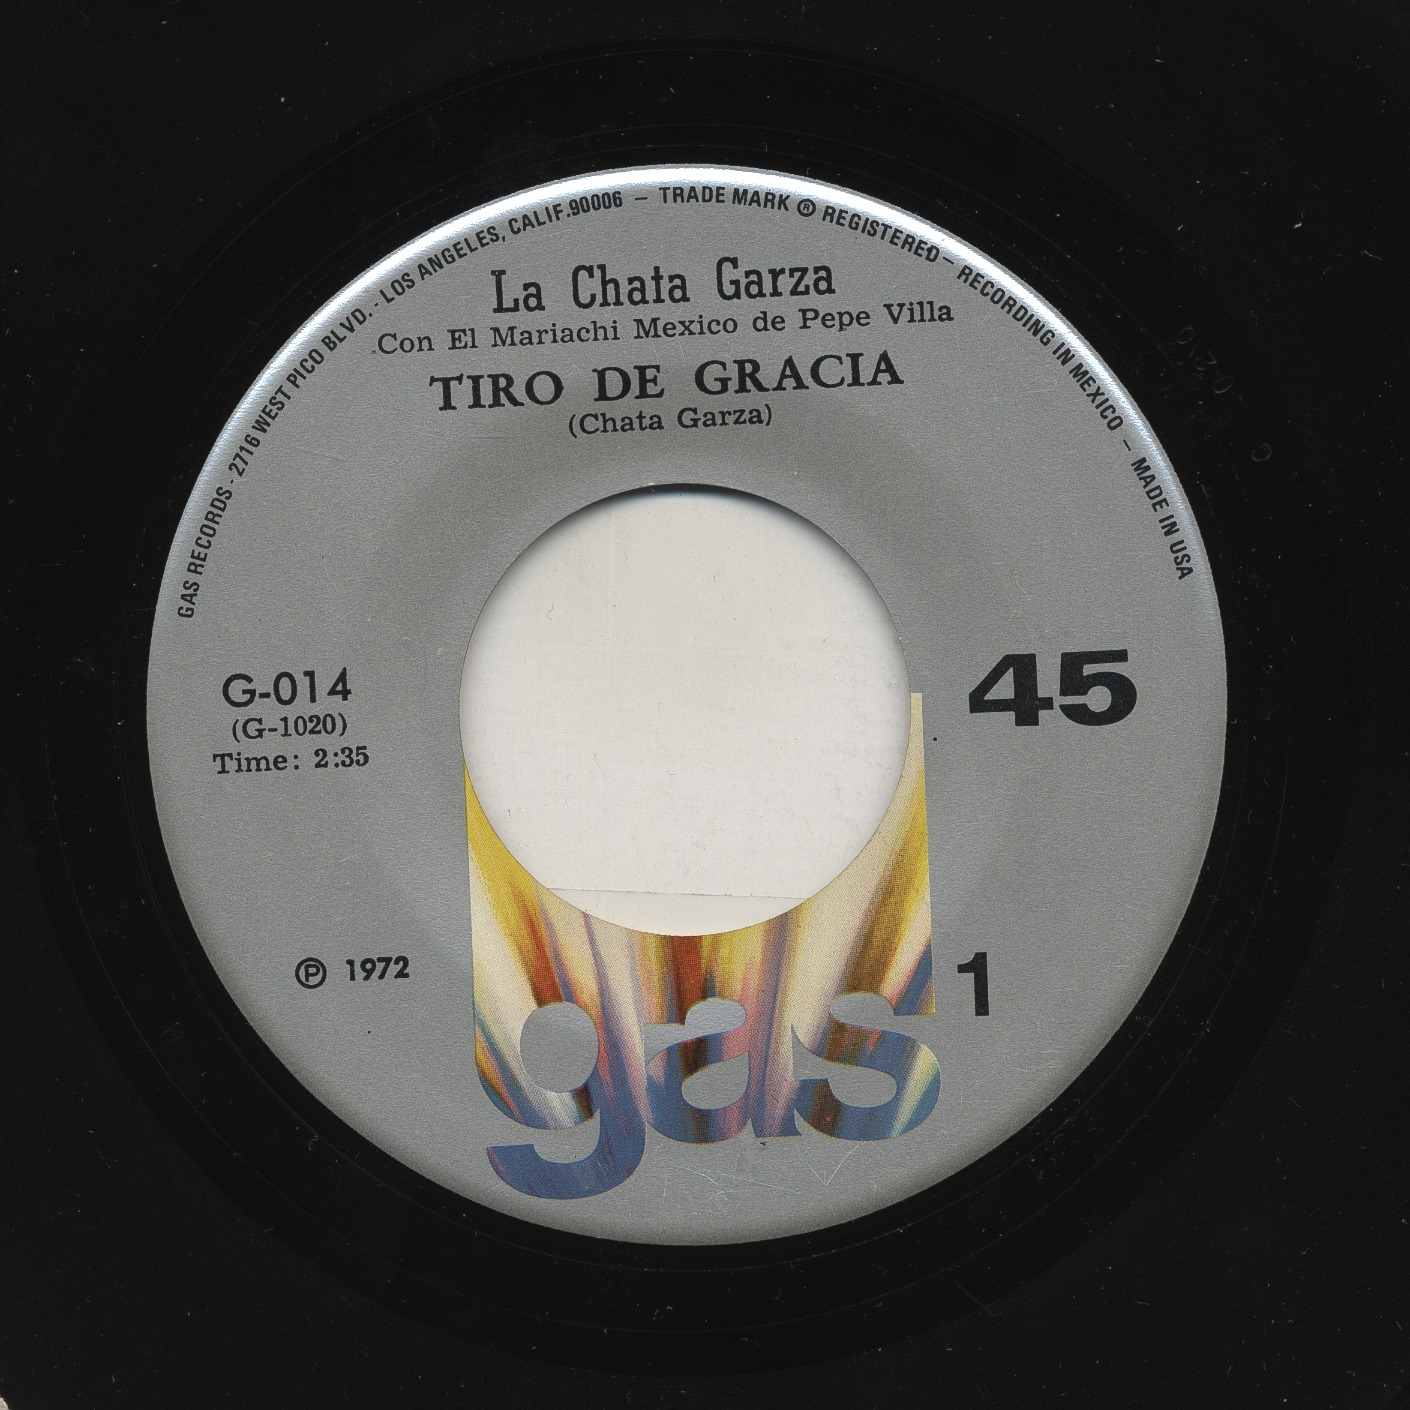 GAS RECORDS - 2716 WEST PICO BLVD. - LOS ANGELES, CALIF. 90006 – TRADE MARK ® REGISTERED – RECORDING IN MEXICO – MADE IN USA
La Chata Garza
Con El Mariachi Mexico de Pepe Villa
TIRO DE GRACIA
(Chata Garza)
G-014
(G-1020)
Time: 2:35
45
℗ 1972
1
gas